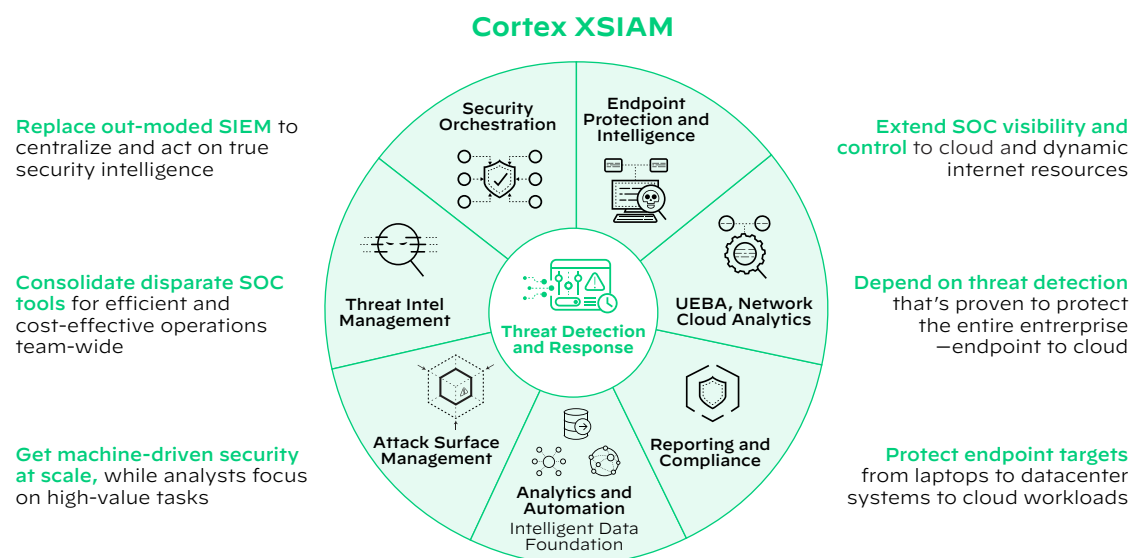 Cortex XSIAM
Replace out-moded SIEM to
centralize and act on true
security intelligence
Consolidate disparate SOC
tools for efficient and
cost-effective operations
team-wide
Get machine-driven security
at scale, while analysts focus
on high-value tasks
Security
Orchestration
Endpoint
Protection and
Intelligence
Threat Intel
Management
Threat Detection
and Response
UEBA, Network
Cloud Analytics
Attack Surface
Management
Analytics and
Automation
Intelligent Data
Foundation
Reporting and
Compliance
Extend SOC visibility and
control to cloud and dynamic
internet resources
Depend on threat detection
that's proven to protect
the entire entrerprise
—endpoint to cloud
Protect endpoint targets
from laptops to datacenter
systems to cloud workloads